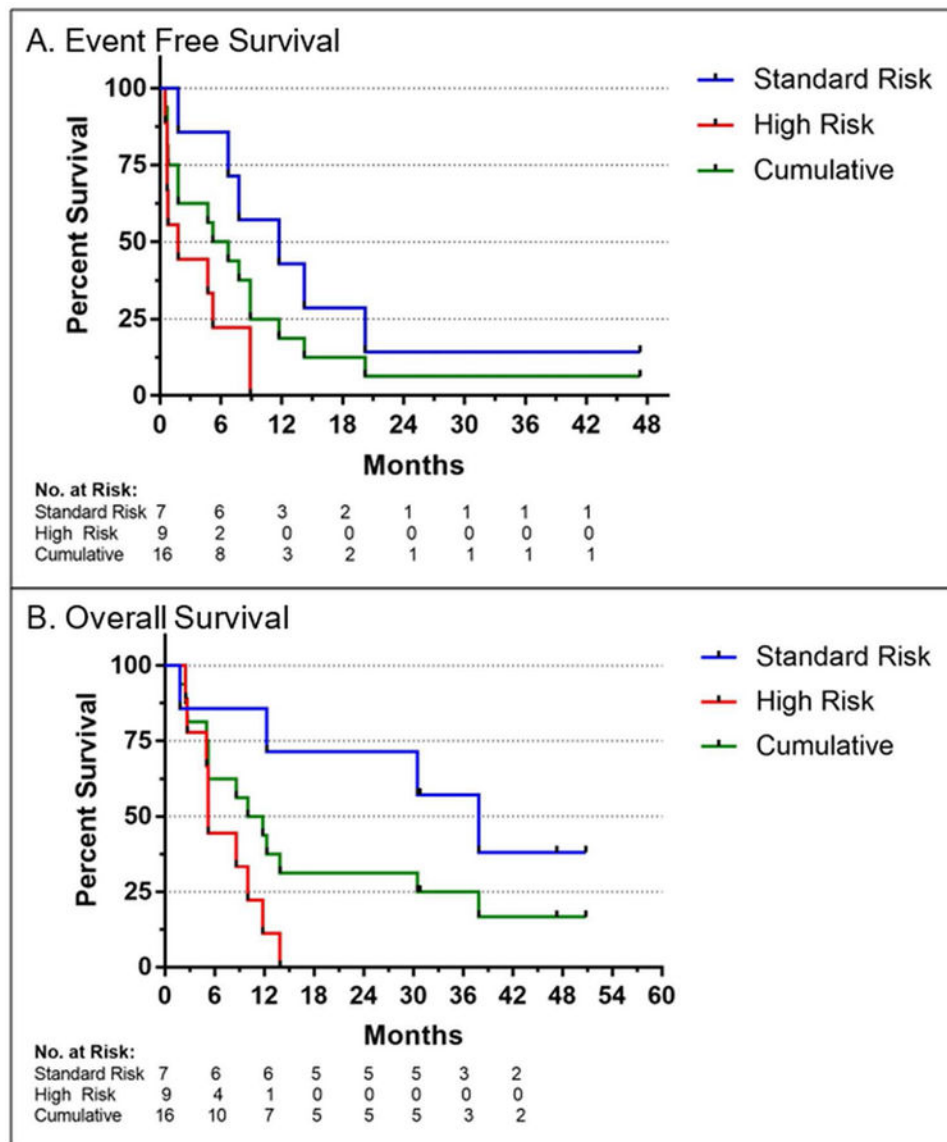 A. Event Free Survival
100
75
50
25
0
Percent Survival
0 6 12 18 24 30 36 42 48
Months
Standard Risk
High Risk
Cumulative
No. at Risk:
Standard Risk 7 6 3 2 1 1 1 1
High Risk 9 2 0 0 0 0 0 0
Cumulative 16 8 3 2 1 1 1 1
B. Overall Survival
100
75
50
25
0
Percent Survival
0 6 12 18 24 30 36 42 48 54 60
Months
Standard Risk
High Risk
Cumulative
No. at Risk:
Standard Risk 7 6 6 5 5 5 3 2
High Risk 9 4 1 0 0 0 0 0
Cumulative 16 10 7 5 5 5 3 2